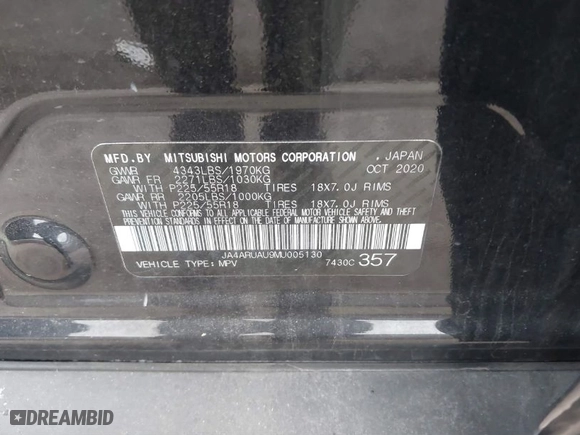 MFD.BY MITSUBISHI MOTORS CORPORATION , JAPAN
GVWR 4343LBS/1970KG OCT 2020
GAWR FR 2271LBS/1030KG
WITH P225/55R18 TIRES 18X7.0J RIMS
GAWR RR 2205LBS/1000KG
WITH P225/55R18 TIRES 18X7.0J RIMS
THIS VEHICLE CONFORMS TO ALL APPLICABLE FEDERAL MOTOR VEHICLE SAFETY AND THEFT
PREVENTION STANDARDS IN EFFECT ON THE DATE OF MANUFACTURE SHOWN ABOVE.
JA4ARUAU9MU005130
VEHICLE TYPE: MPV 7430C 357
DREAMBID